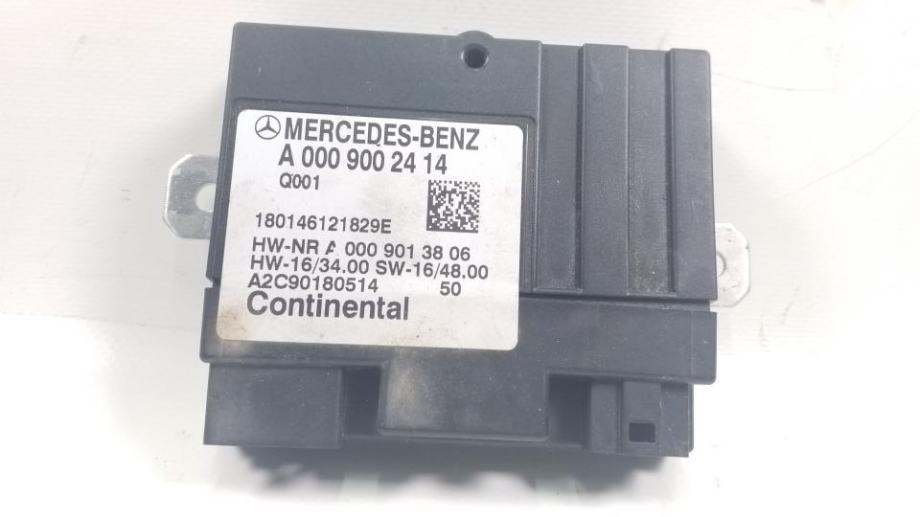 MERCEDES-BENZ
A 000 900 24 14
Q001
180146121829E
HW-NR A 000 901 38 06
HW-16/34.00 SW-16/48.00
A2C90180514 50
Continental